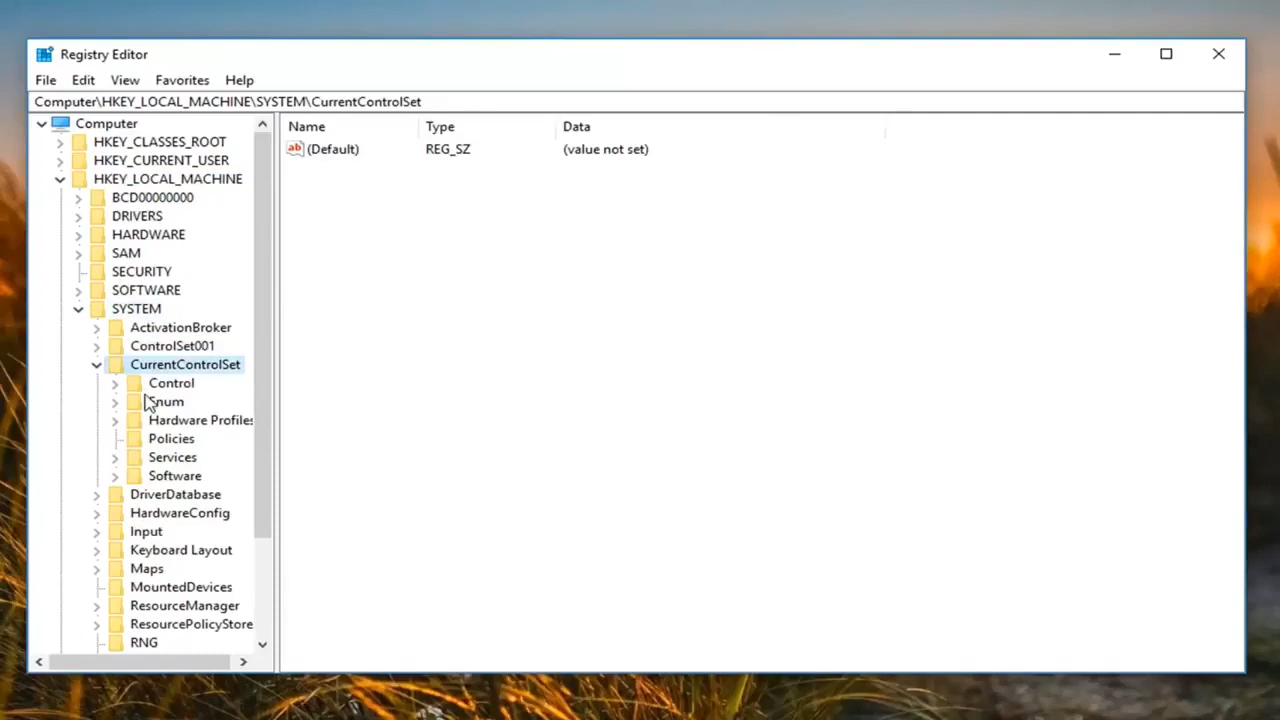 Registry Editor
File Edit View Favorites Help
Computer\HKEY_LOCAL_MACHINE\SYSTEM\CurrentControlSet
Computer
HKEY_CLASSES_ROOT
HKEY_CURRENT_USER
HKEY_LOCAL_MACHINE
BCD00000000
DRIVERS
HARDWARE
SAM
SECURITY
SOFTWARE
SYSTEM
ActivationBroker
ControlSet001
CurrentControlSet
Control
Enum
Hardware Profiles
Policies
Services
Software
DriverDatabase
HardwareConfig
Input
Keyboard Layout
Maps
MountedDevices
ResourceManager
ResourcePolicyStore
RNG
Name Type Data
ab (Default) REG_SZ (value not set)